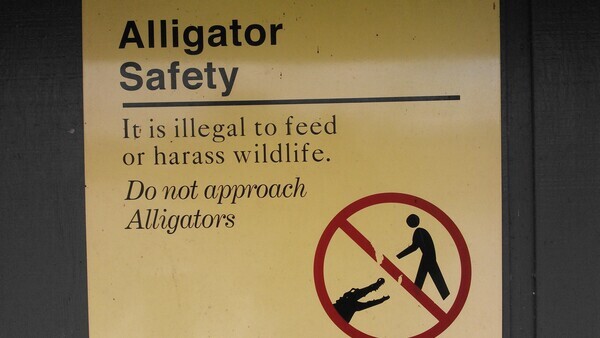 Alligator
Safety
It is illegal to feed
or harass wildlife.
Do not approach
Alligators